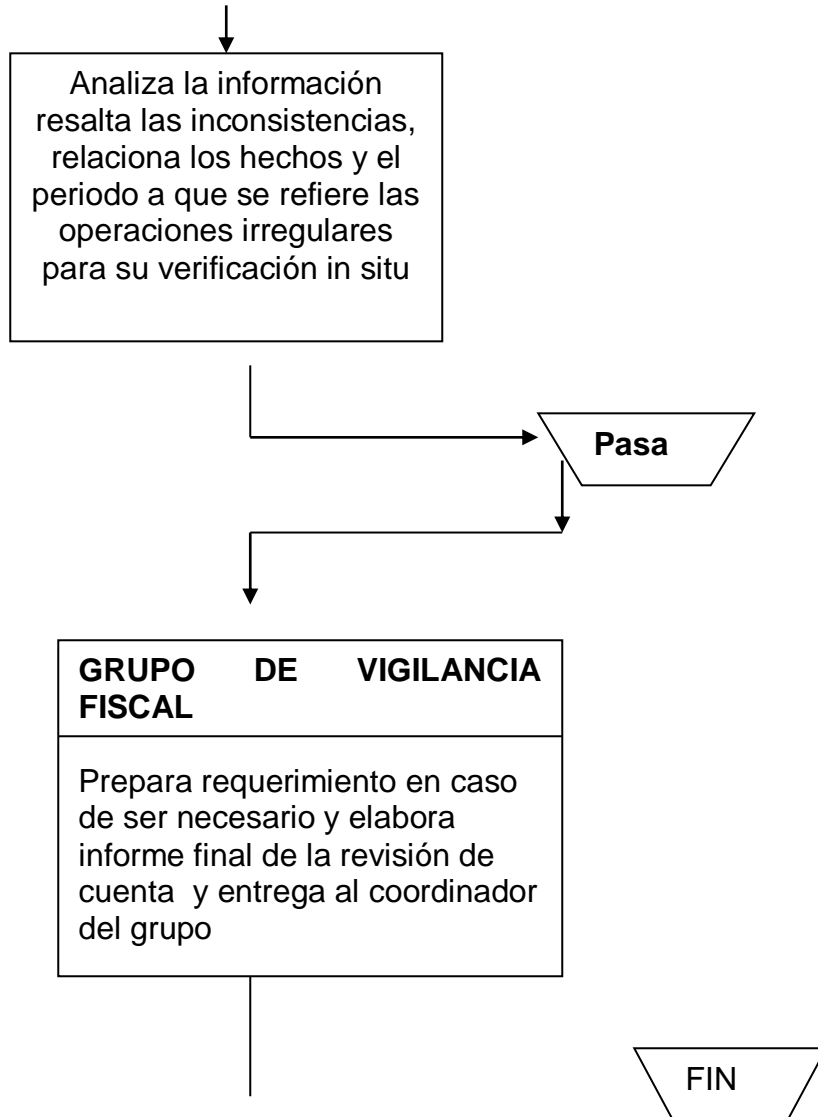 Analiza la información
resalta las inconsistencias,
relaciona los hechos y el
periodo a que se refiere las
operaciones irregulares
para su verificación in situ
Pasa
GRUPO DE VIGILANCIA
FISCAL
Prepara requerimiento en caso
de ser necesario y elabora
informe final de la revisión de
cuenta y entrega al coordinador
del grupo
FIN